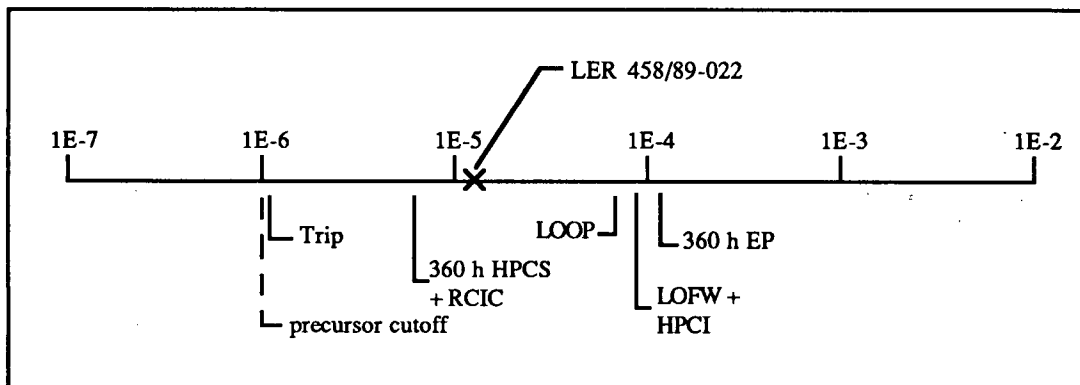 LER 458/89-022
1E-7
1E-6
1E-5
1E-4
1E-3
1E-2
Trip
LOOP
360 h EP
360 h HPCS
+ RCIC
LOFW +
HPCI
precursor cutoff